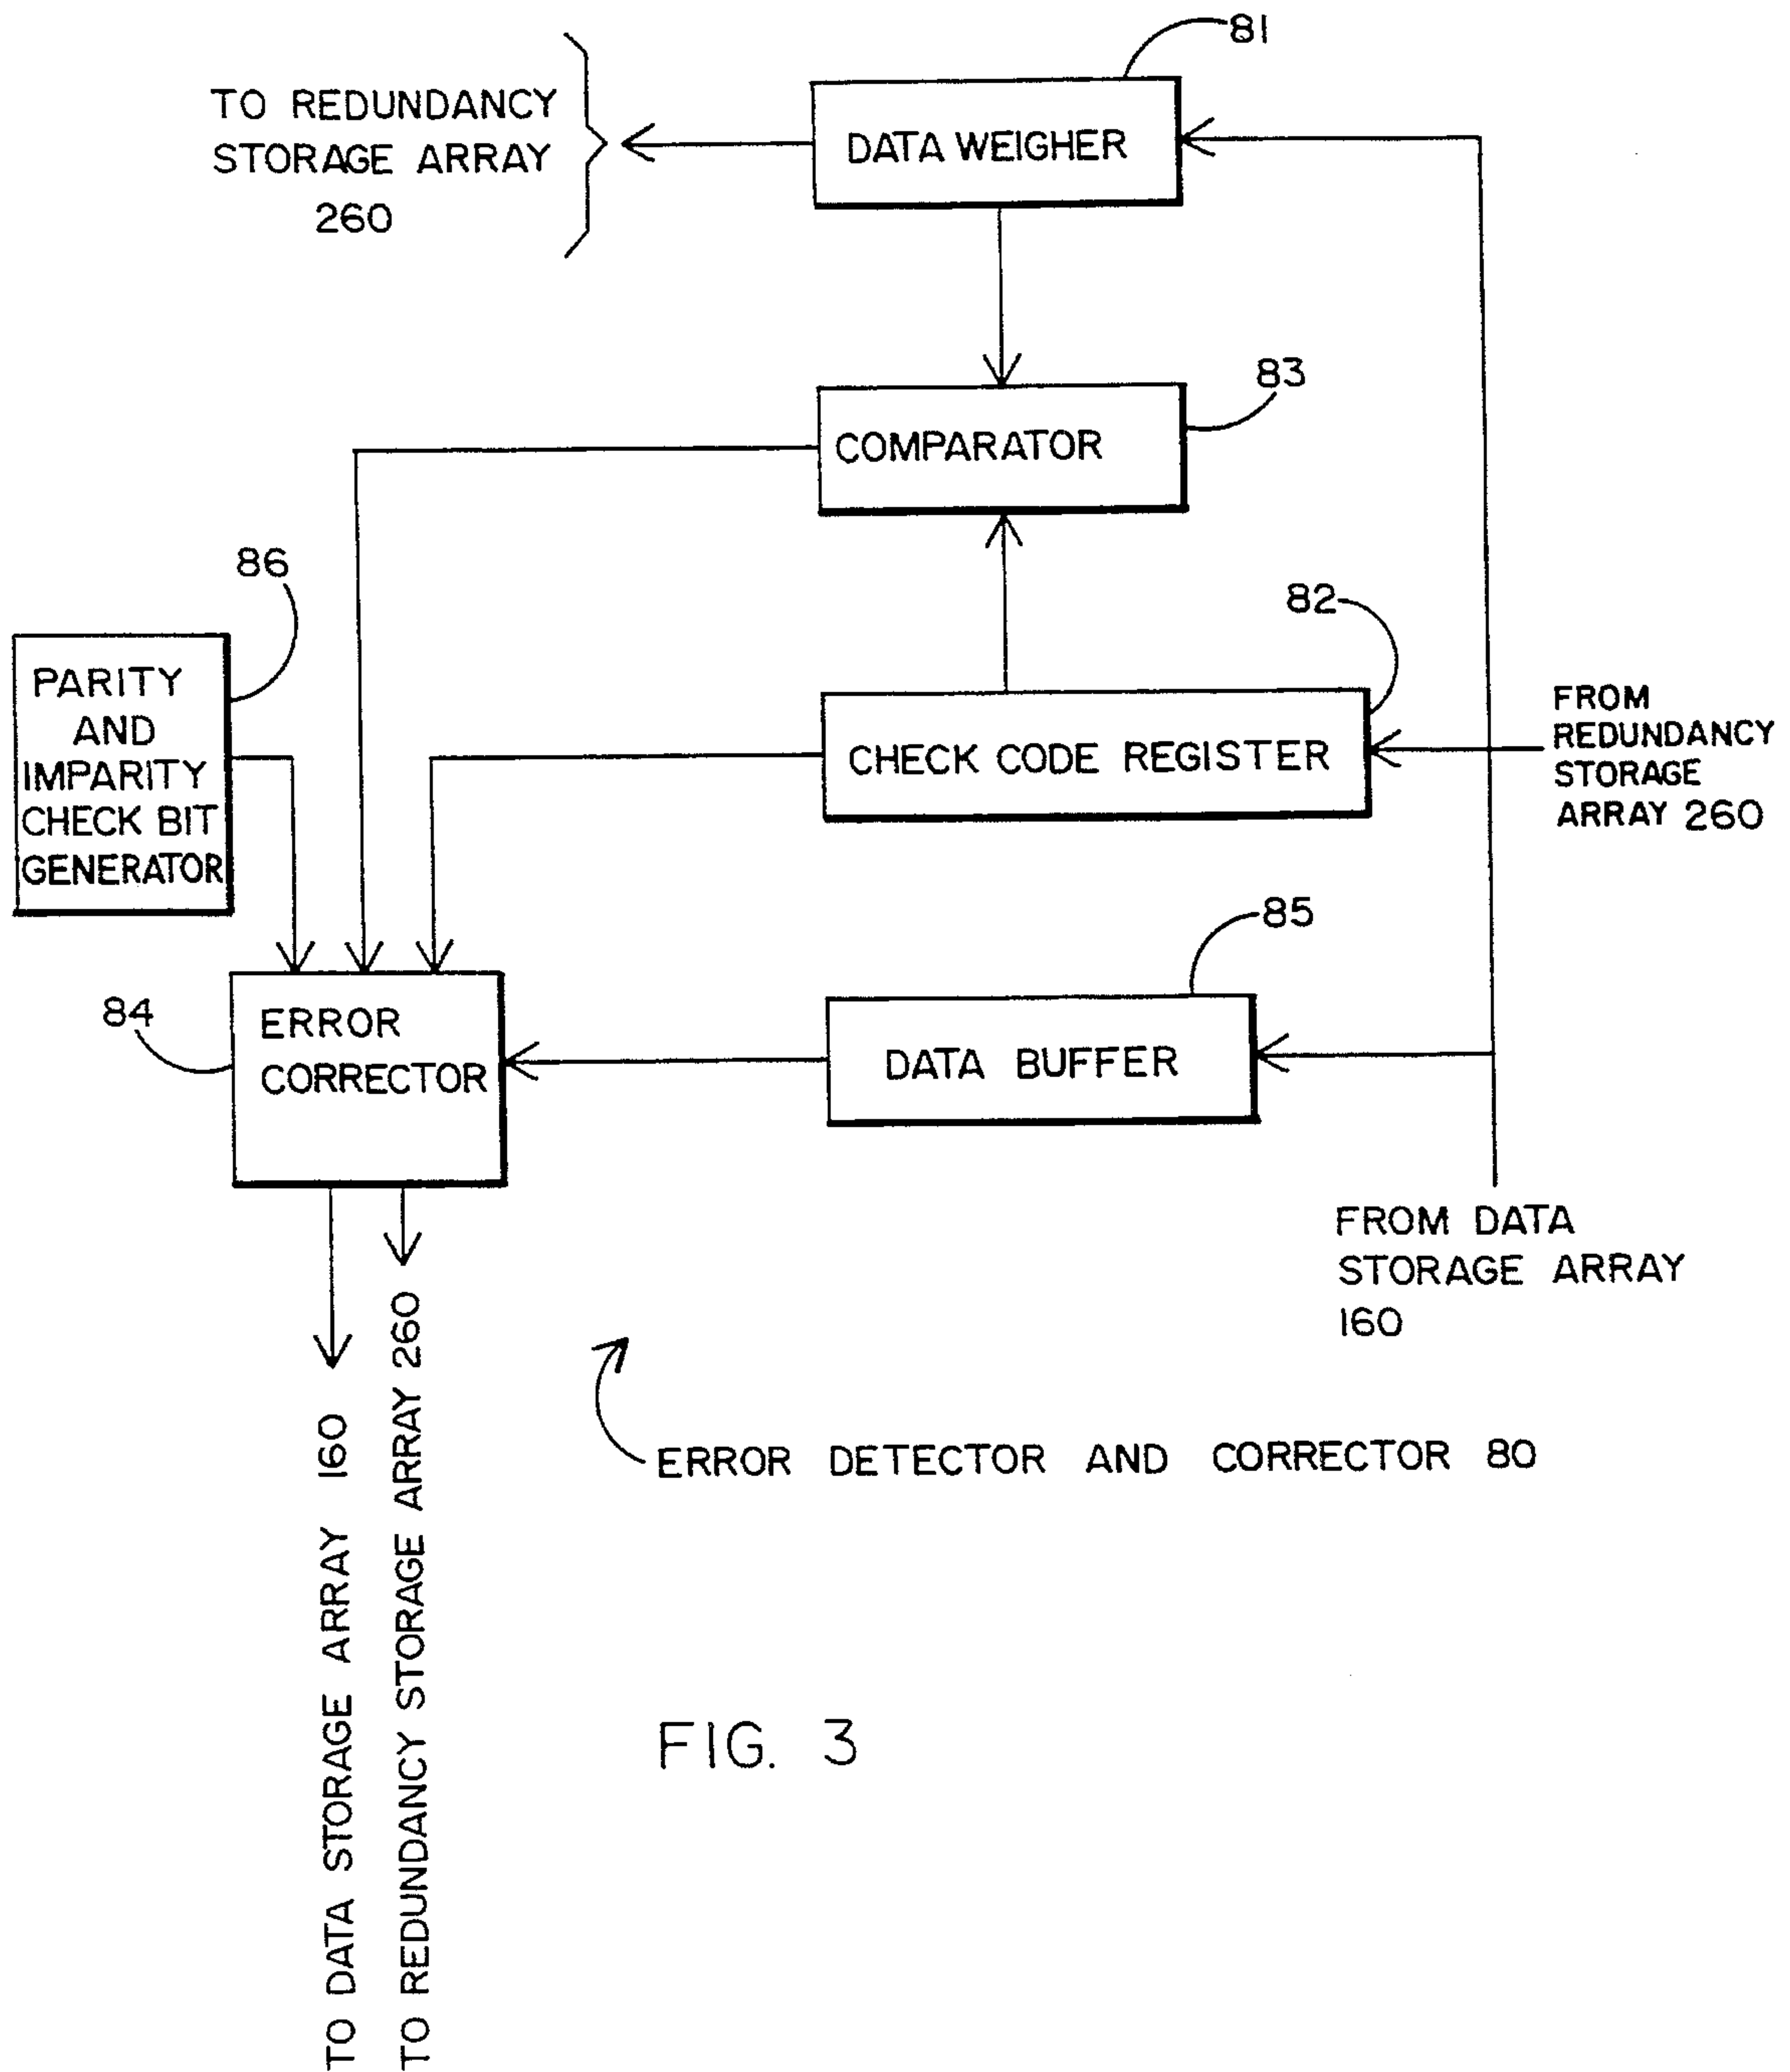 81
TO REDUNDANCY
STORAGE ARRAY
260
DATA WEIGHER
83
COMPARATOR
86
82
PARITY
AND
IMPARITY
CHECK BIT
GENERATOR
CHECK CODE REGISTER
FROM
REDUNDANCY
STORAGE
ARRAY 260
85
84
ERROR
CORRECTOR
DATA BUFFER
FROM DATA
STORAGE ARRAY
160
TO DATA STORAGE ARRAY 160
TO REDUNDANCY STORAGE ARRAY 260
ERROR DETECTOR AND CORRECTOR 80
FIG. 3